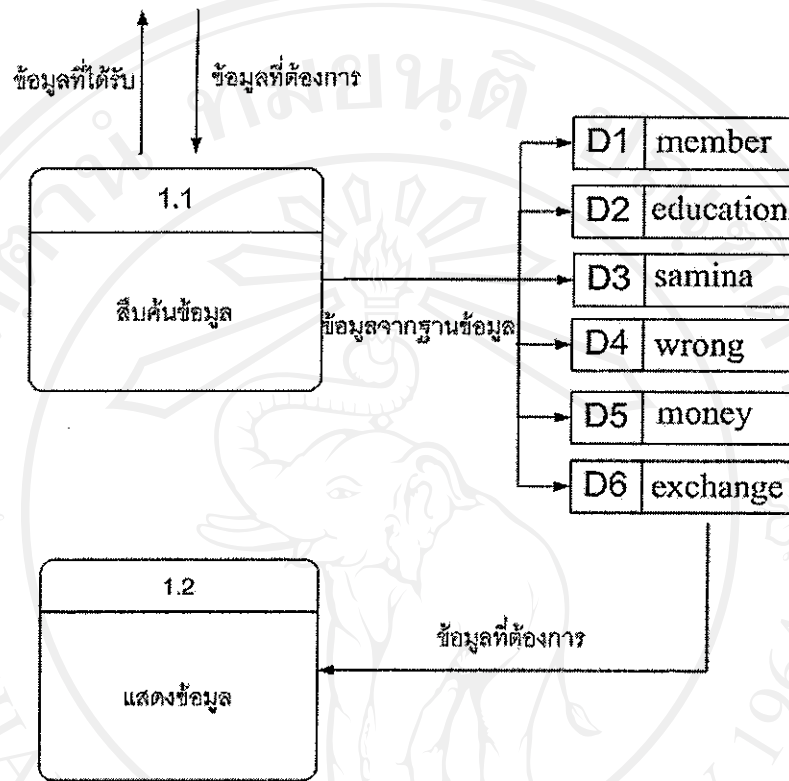 ข้อมูลที่ได้รับ
ข้อมูลที่ต้องการ
1.1
สืบค้นข้อมูล
ข้อมูลจากฐานข้อมูล
D1 member
D2 education
D3 samina
D4 wrong
D5 money
D6 exchange
1.2
แสดงข้อมูล
ข้อมูลที่ต้องการ